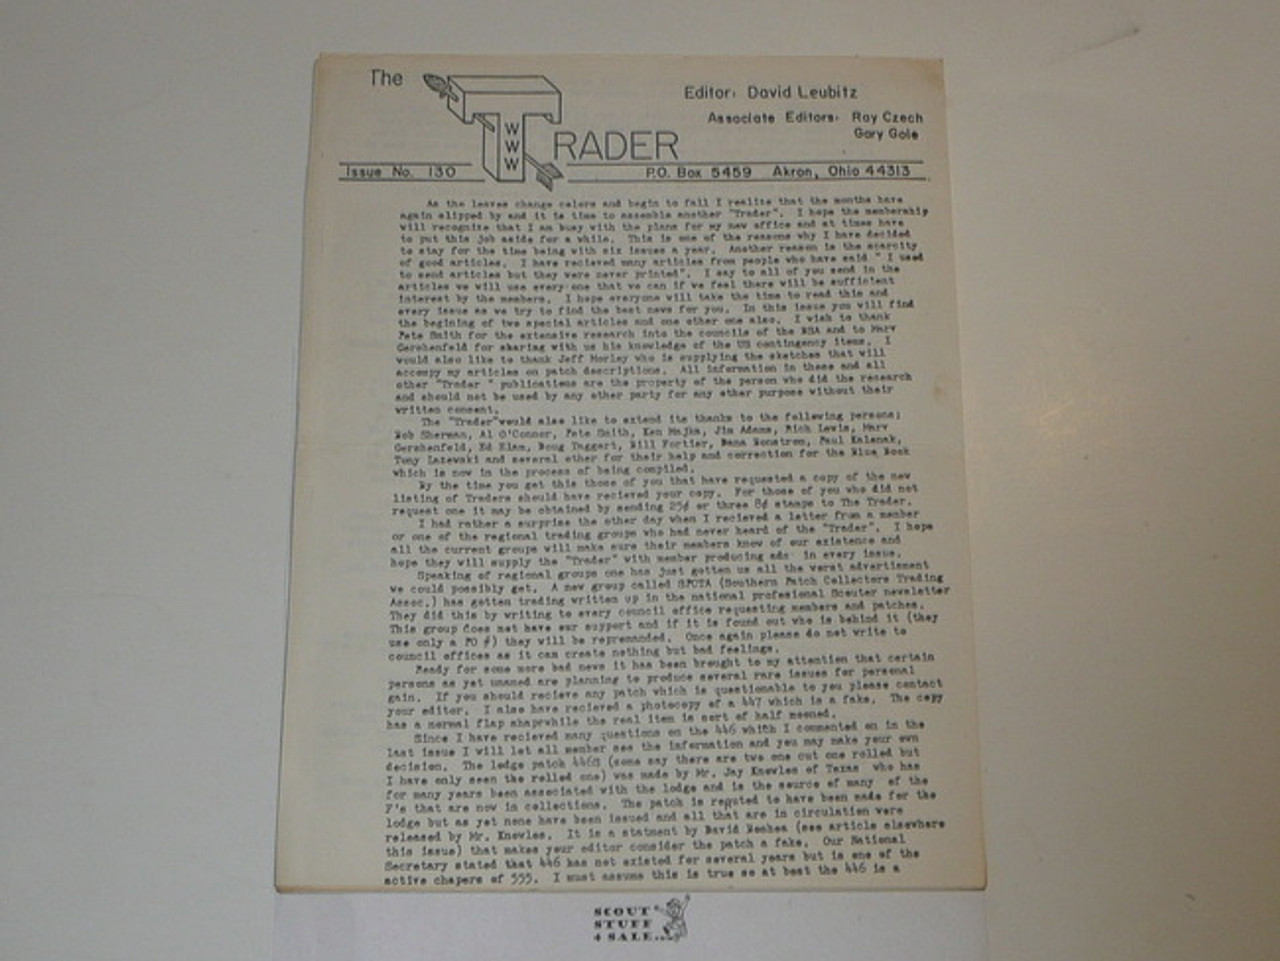 The
T
W
W
W
RADER
Editor: David Leubitz
Associate Editors: Ray Czech
Gary Gole
Issue No. 130
P.O. Box 5459 Akron, Ohio 44313
As the leaves change colors and begin to fall I realize that the months have
again slipped by and it is time to assemble another "Trader". I hope the membership
will recognize that I am busy with the plans for my new office and at times have
to put this job aside for a while. This is one of the reasons why I have decided
to stay for the time being with six issues a year. Another reason is the scarcity
of good articles. I have recieved many articles from people who have said " I used
to send articles but they were never printed". I say to all of you send in the
articles we will use every one that we can if we feel there will be sufficient
interest by the members. I hope everyone will take the time to read this and
every issue as we try to find the best news for you. In this issue you will find
the begining of two special articles and one other one also. I wish to thank
Pete Smith for the extensive research into the councils of the BSA and to Marv
Gershenfeld for sharing with us his knowledge of the US contingency items. I
would also like to thank Jeff Morley who is supplying the sketches that will
accompy my articles on patch descriptions. All information in these and all
other "Trader " publications are the property of the person who did the research
and should not be used by any other party for any other purpose without their
written consent.
The "Trader"would also like to extend its thanks to the following persons;
Bob Sherman, Al O'Connor, Pete Smith, Ken Majka, Jim Adams, Rich Lewis, Marv
Gershenfeld, Ed Elam, Doug Taggert, Bill Fortier, Dana Bonstrom, Paul Kalenak,
Tony Lazewski and several other for their help and correction for the Blue Book
which is now in the process of being compiled.
By the time you get this those of you that have requested a copy of the new
listing of Traders should have recieved your copy. For those of you who did not
request one it may be obtained by sending 25¢ or three 8¢ stamps to The Trader.
I had rather a surprise the other day when I recieved a letter from a member
or one of the regional trading groups who had never heard of the "Trader". I hope
all the current groups will make sure their members know of our existence and
hope they will supply the "Trader" with member producing ads in every issue.
Speaking of regional groups one has just gotten us all the worst advertisment
we could possibly get. A new group called SPCTA (Southern Patch Collectors Trading
Assoc.) has gotten trading written up in the national profesional Scouter newsletter
They did this by writing to every council office requesting members and patches.
This group does not have our support and if it is found out who is behind it (they
use only a PO #) they will be repremanded. Once again please do not write to
council offices as it can create nothing but bad feelings.
Ready for some more bad news it has been brought to my attention that certain
persons as yet unamed are planning to produce several rare issues for personal
gain. If you should recieve any patch which is questionable to you please contact
your editor. I also have recieved a photocopy of a 447 which is a fake. The copy
has a normal flap shapewhile the real item is sort of half mooned.
Since I have recieved many questions on the 446 which I commented on in the
last issue I will let all member see the information and you may make your own
decision. The lodge patch (some say there are two one cut one rolled but
I have only seen the rolled one) was made by Mr. Jay Knowles of Texas who has
for many years been associated with the lodge and is the source of many of the
F's that are now in collections. The patch is reputed to have been made for the
lodge but as yet none have been issued and all that are in circulation were
released by Mr. Knowles. It is a statment by David (see article elsewhere
this issue) that makes your editor consider the patch a fake. Our National
Secretary stated that 446 has not existed for several years but is one of the
active chapers of 555. I must assume this is true so at best the 446 is a
SCOUT
STUFF
4 SALE...